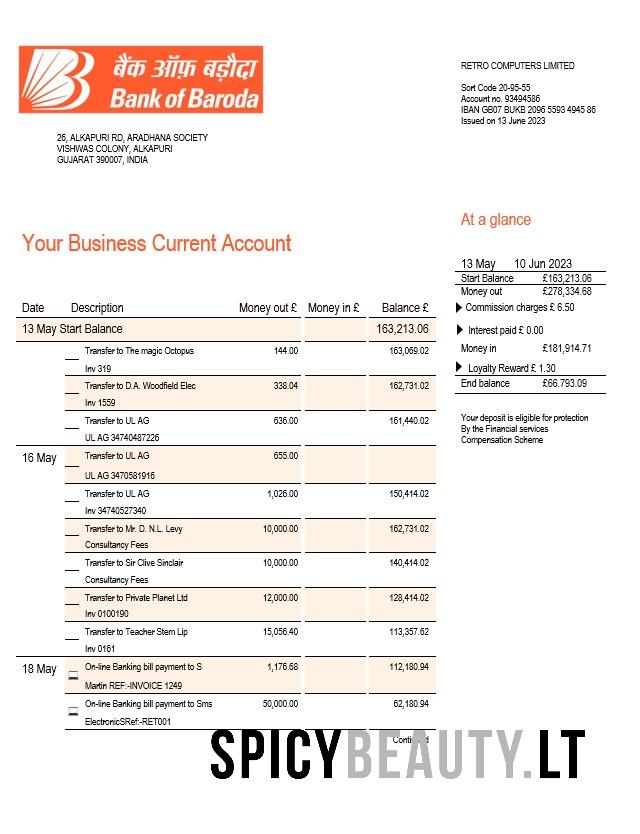 बैंक ऑफ़ बड़ौदा
Bank of Baroda
RETRO COMPUTERS LIMITED
Sort Code 20-95-55
Account no. 93494586
IBAN GB07 BUKB 2096 5593 4945 86
Issued on 13 June 2023
26, ALKAPURI RD, ARADHANA SOCIETY
VISHWAS COLONY, ALKAPURI
GUJARAT 390007, INDIA
At a glance
13 May 10 Jun 2023
Start Balance £163,213.06
Money out £278,334.68
Commission charges £ 6.50
Interest paid £ 0.00
Money in £181,914.71
Loyalty Reward £ 1.30
End balance £66.793.09
Your deposit is eligible for protection
By the Financial services
Compensation Scheme
Your Business Current Account
Date Description Money out £ Money in £ Balance £
13 May Start Balance 163,213.06
Transfer to The magic Octopus 144.00 163,069.02
Inv 319
Transfer to D.A. Woodfield Elec 338.04 162,731.02
Inv 1559
Transfer to UL AG 636.00 161,440.02
UL AG 34740487226
16 May Transfer to UL AG 655.00
UL AG 3470581916
Transfer to UL AG 1,026.00 150,414.02
Inv 34740527340
Transfer to Mr. D. N.L. Levy 10,000.00 162,731.02
Consultancy Fees
Transfer to Sir Clive Sinclair 10,000.00 140,414.02
Consultancy Fees
Transfer to Private Planet Ltd 12,000.00 128,414.02
Inv 0100190
Transfer to Teacher Stem Lip 15,056.40 113,357.62
Inv 0161
18 May On-line Banking bill payment to S 1,176.68 112,180.94
Martin REF:-INVOICE 1249
On-line Banking bill payment to Sms 50,000.00 62,180.94
ElectronicSRef:-RET001
Continued
SPICYBEAUTY.LT